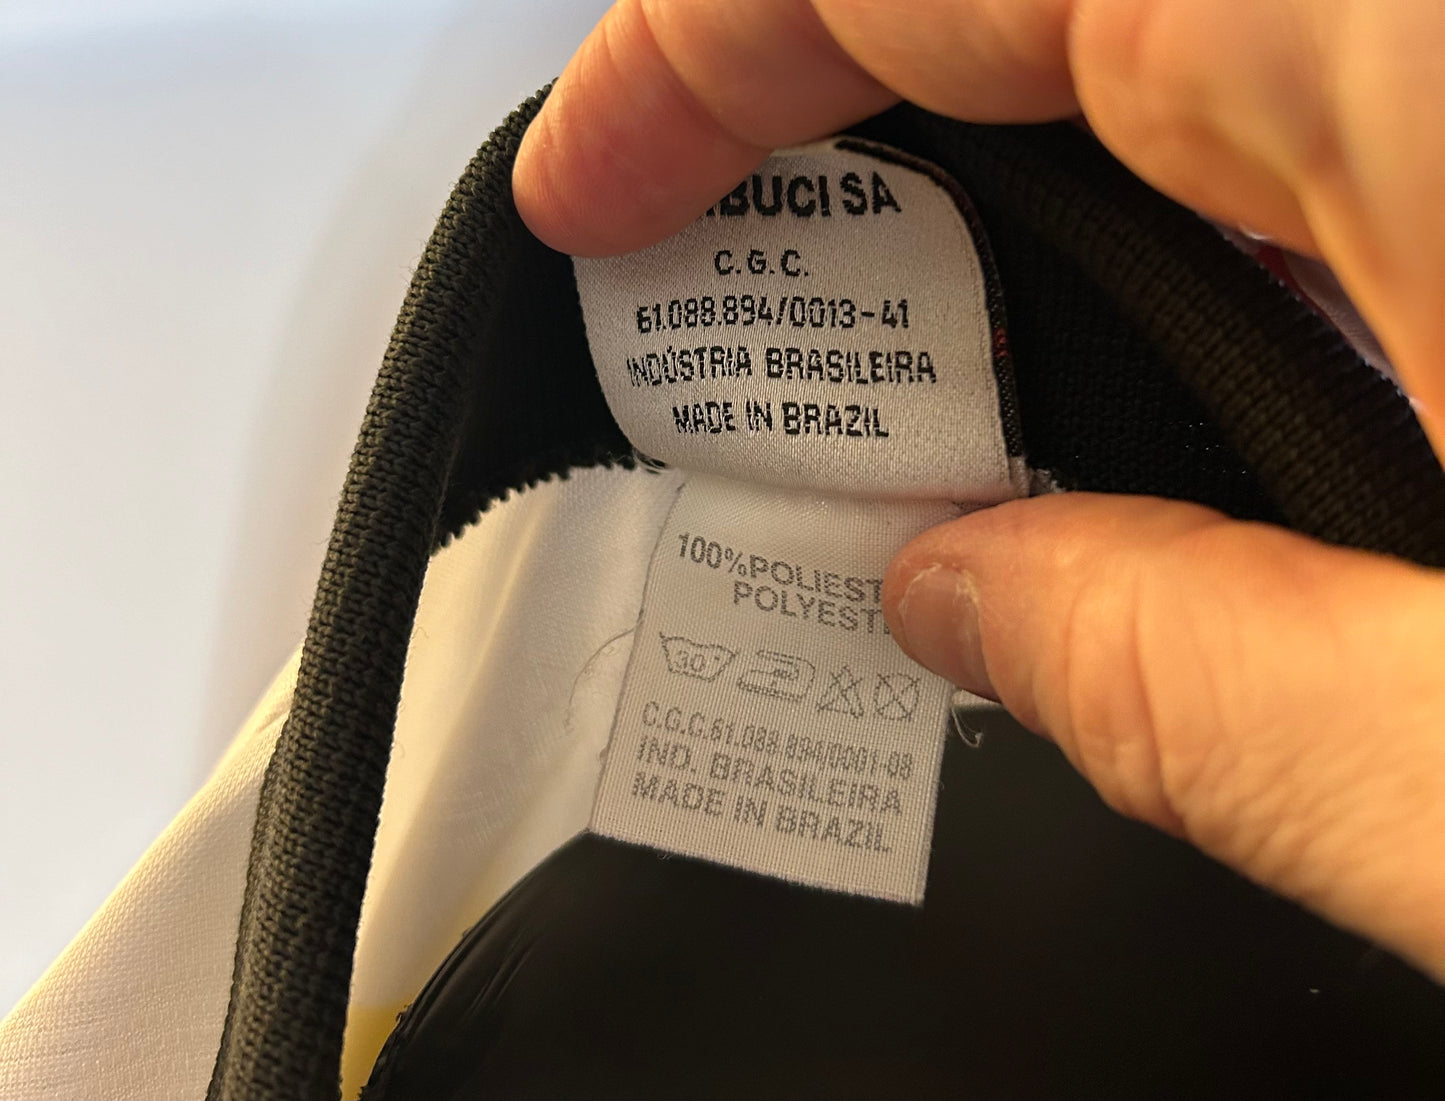 BUCI SA
C.G.C.
61.088.894/0013-41
INDÚSTRIA BRASILEIRA
MADE IN BRAZIL
100%POLIEST
POLYEST
30
C.G.C.61.088.894/0001-08
IND. BRASILEIRA
MADE IN BRAZIL